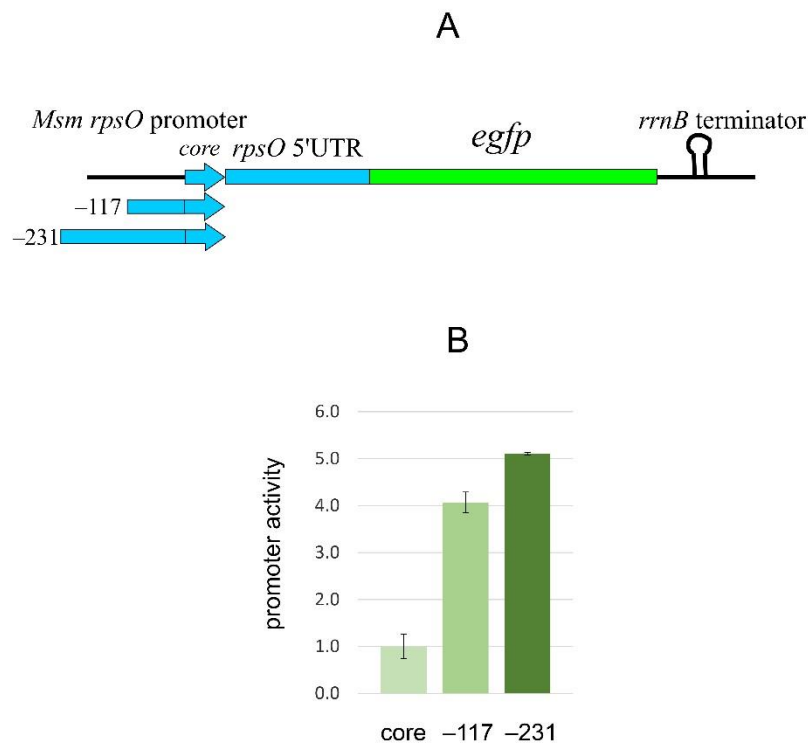 A
Msm rpsO promoter
core
rpsO 5'UTR
egfp
rrnB terminator
–117
–231
B
promoter activity
6.0
5.0
4.0
3.0
2.0
1.0
0.0
core –117 –231